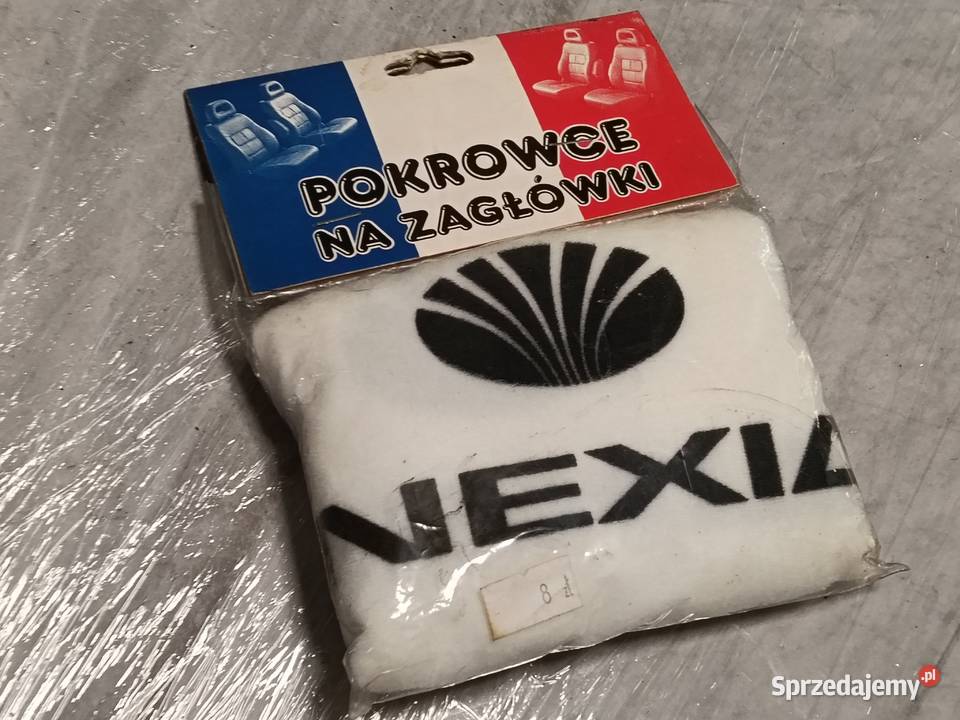 POKROWCE
NA ZAGŁÓWKI
NEXIA
8 zł
Sprzedajemy.pl